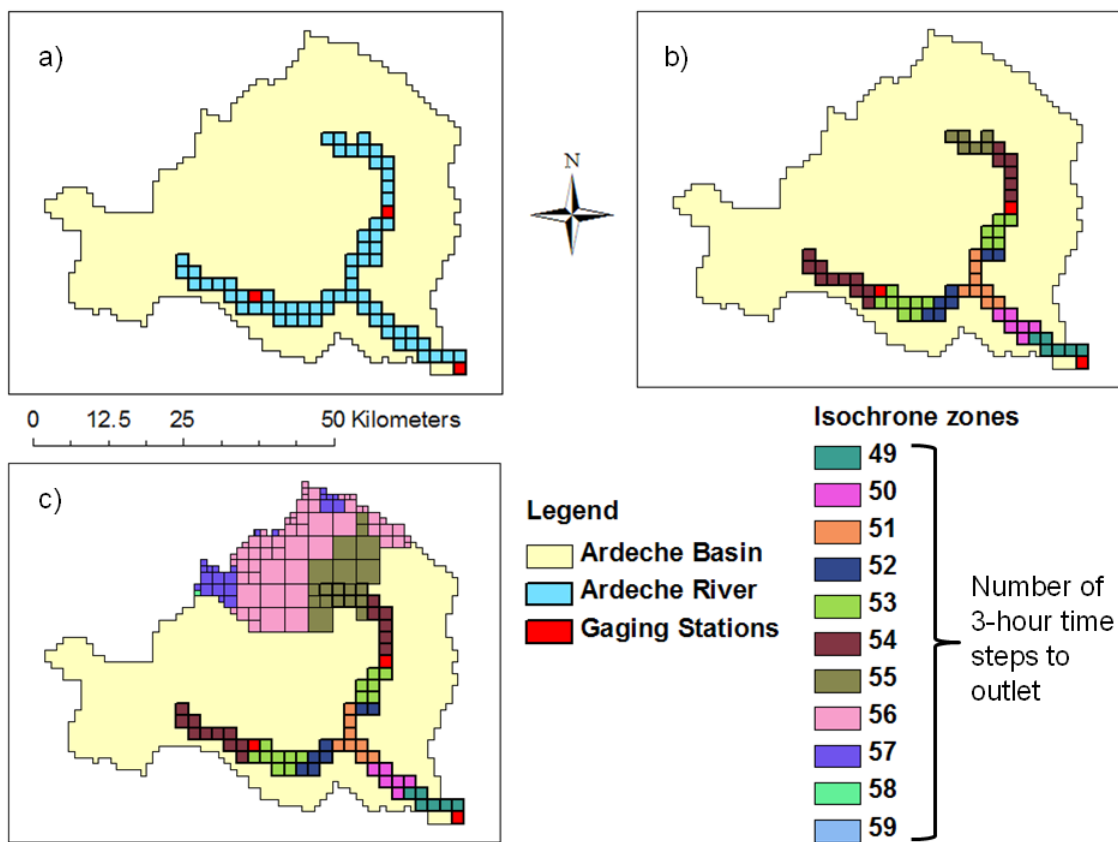 a)
b)
N
0 12.5 25 50 Kilometers
c)
Legend
Ardeche Basin
Ardeche River
Gaging Stations
Isochrone zones
49
50
51
52
53
54
55
56
57
58
59
Number of
3-hour time
steps to
outlet